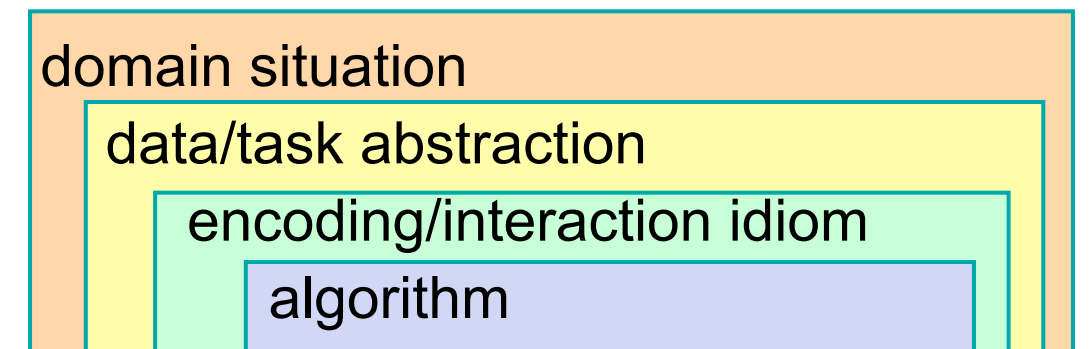 domain situation
data/task abstraction
encoding/interaction idiom
algorithm